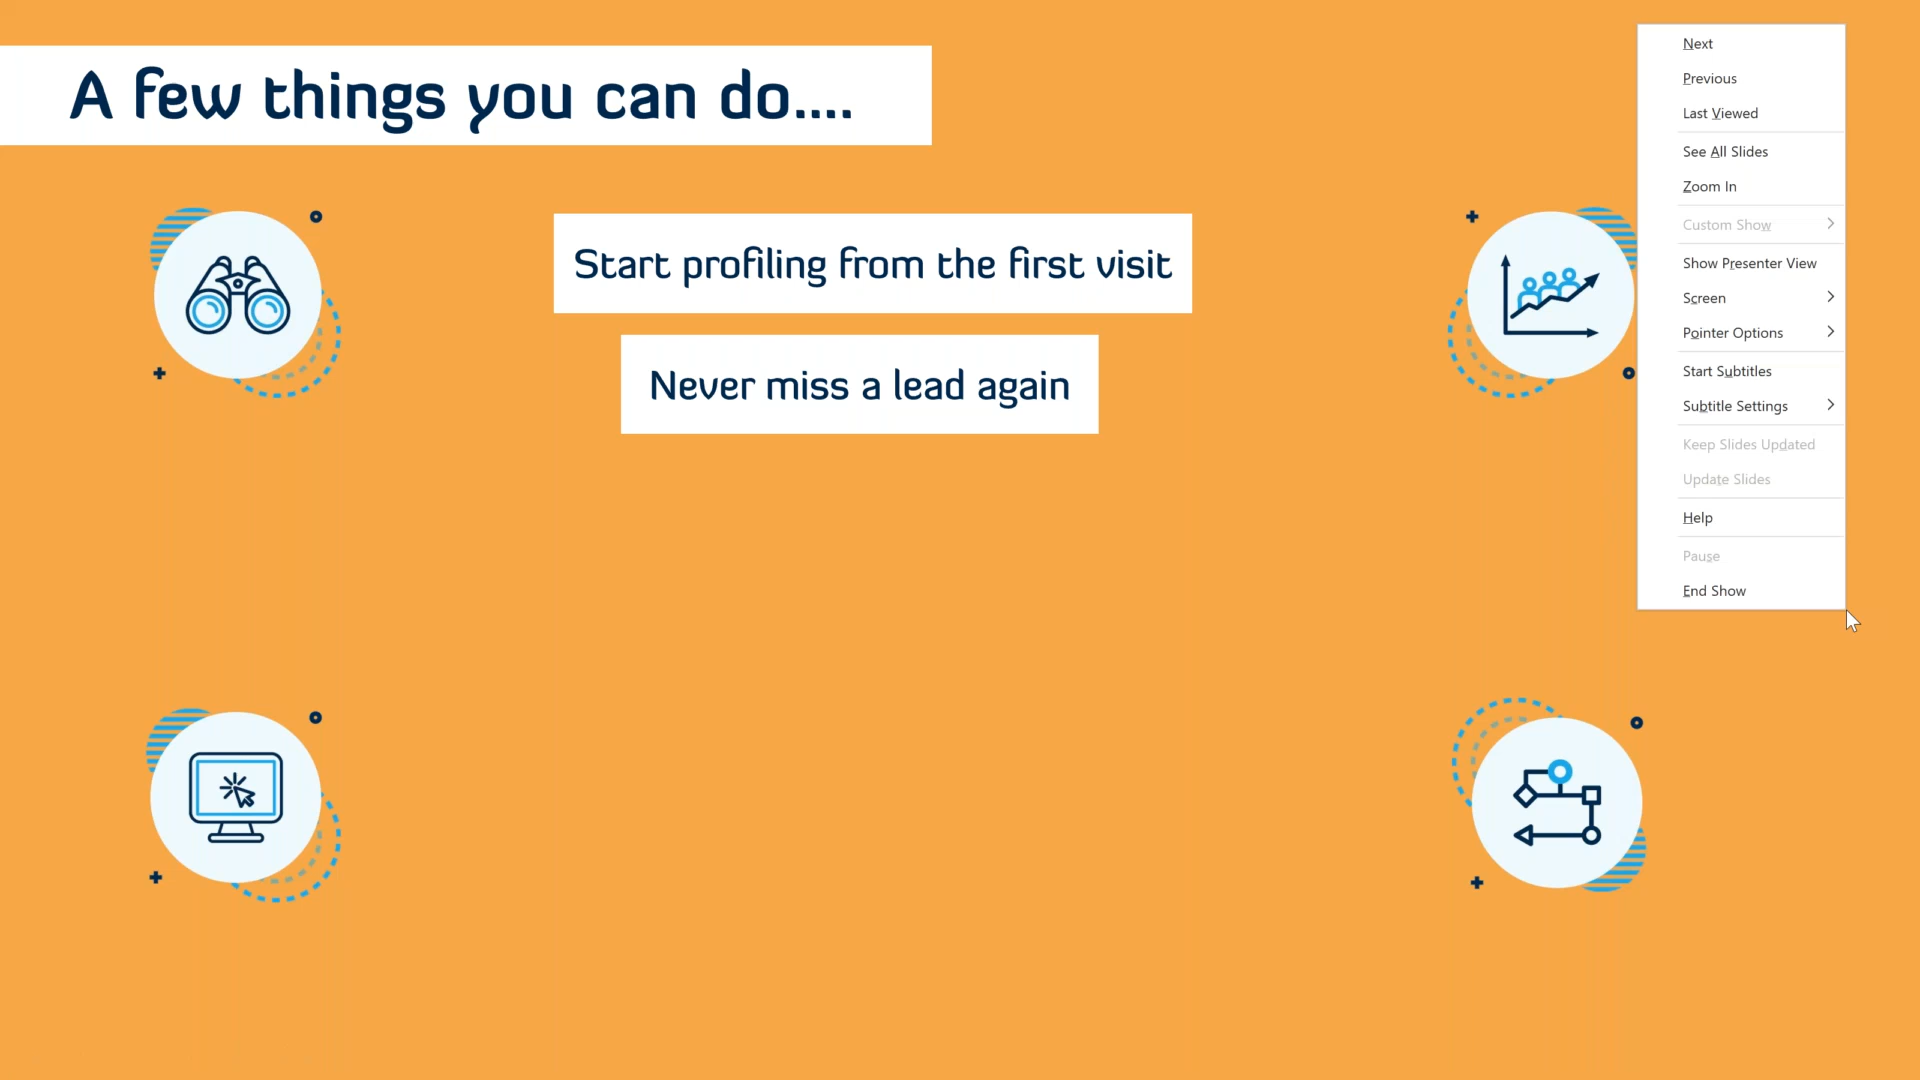 A few things you can do....
Start profiling from the first visit
Never miss a lead again
Next
Previous
Last Viewed
See All Slides
Zoom In
Custom Show
Show Presenter View
Screen
Pointer Options
Start Subtitles
Subtitle Settings
Keep Slides Updated
Update Slides
Help
Pause
End Show